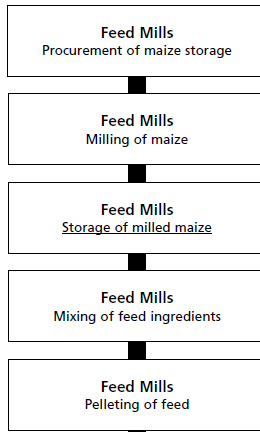 Feed Mills
Procurement of maize storage
Feed Mills
Milling of maize
Feed Mills
Storage of milled maize
Feed Mills
Mixing of feed ingredients
Feed Mills
Pelleting of feed